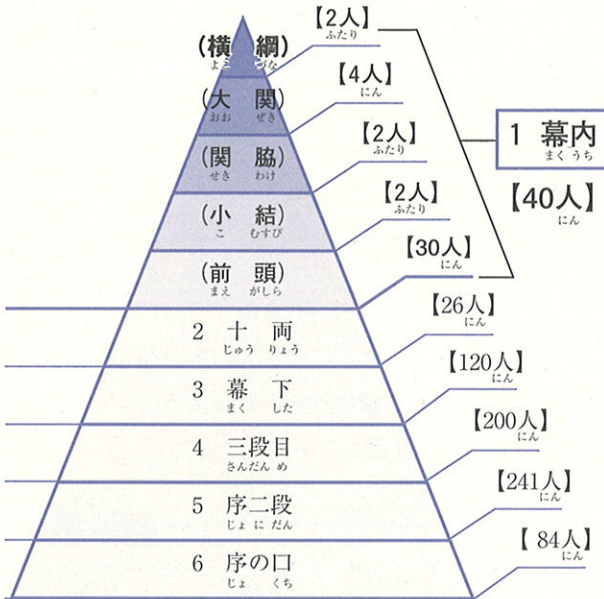 (横 綱)
よこ づな
【2人】
ふたり
(大 関)
おお ぜき
【4人】
にん
(関 脇)
せき わけ
【2人】
ふたり
(小 結)
こ むすび
【2人】
ふたり
(前 頭)
まえ がしら
【30人】
にん
1 幕内
まく うち
【40人】
にん
2 十 両
じゅう りょう
【26人】
にん
3 幕 下
まく した
【120人】
にん
4 三段目
さんだん め
【200人】
にん
5 序二段
じょ に だん
【241人】
にん
6 序の口
じょ くち
【 84人】
にん